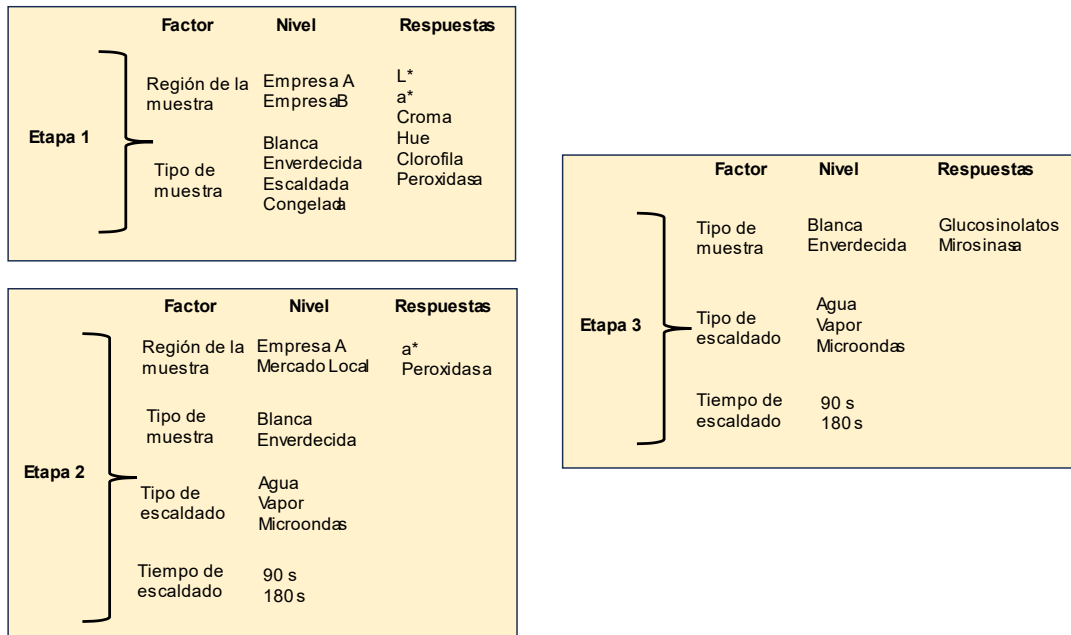 Factor Nivel Respuestas
Región de la muestra
Empresa A
Empresa B
L*
a*
Croma
Hue
Clorofila
Peroxidasa
Etapa 1
Tipo de muestra
Blanca
Enverdecida
Escaldada
Congelada
Factor Nivel Respuestas
Región de la muestra
Empresa A
Mercado Local
a*
Peroxidasa
Tipo de muestra
Blanca
Enverdecida
Etapa 2
Tipo de escaldado
Agua
Vapor
Microondas
Tiempo de escaldado
90 s
180 s
Factor Nivel Respuestas
Tipo de muestra
Blanca
Enverdecida
Glucosinolatos
Mirosinasa
Etapa 3
Tipo de escaldado
Agua
Vapor
Microondas
Tiempo de escaldado
90 s
180 s